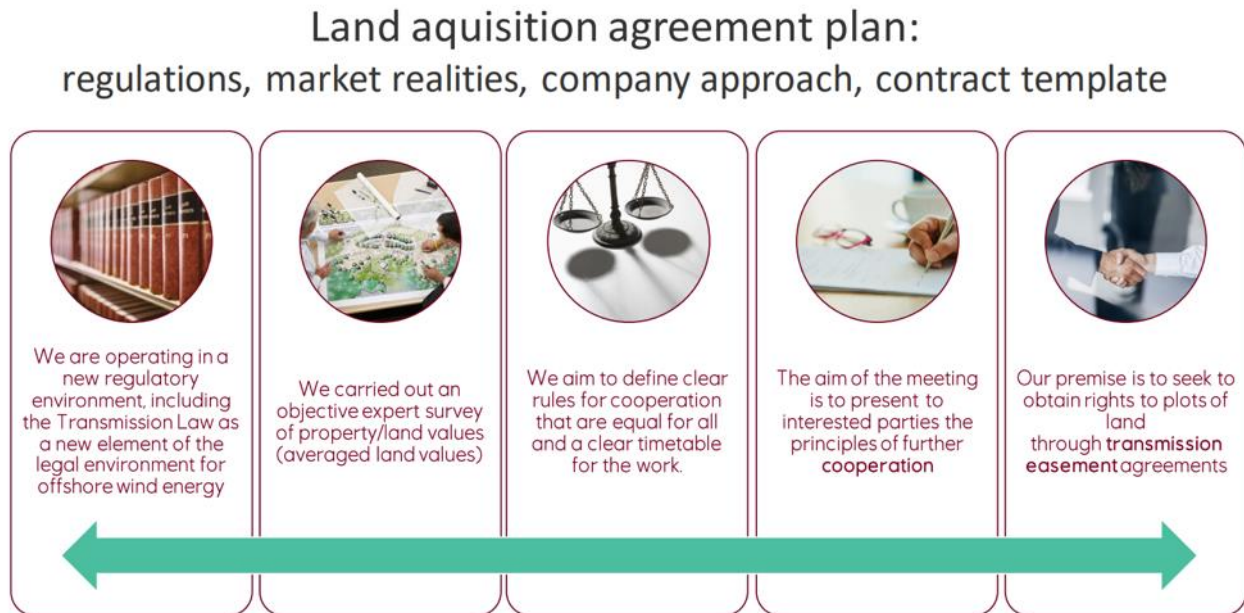 Land aquisition agreement plan:
regulations, market realities, company approach, contract template
We are operating in a
new regulatory
environment, including
the Transmission Law as
a new element of the
legal environment for
offshore wind energy
We carried out an
objective expert survey
of property/land values
(averaged land values)
We aim to define clear
rules for cooperation
that are equal for all
and a clear timetable
for the work.
The aim of the meeting
is to present to
interested parties the
principles of further
cooperation
Our premise is to seek to
obtain rights to plots of
land
through transmission
easement agreements